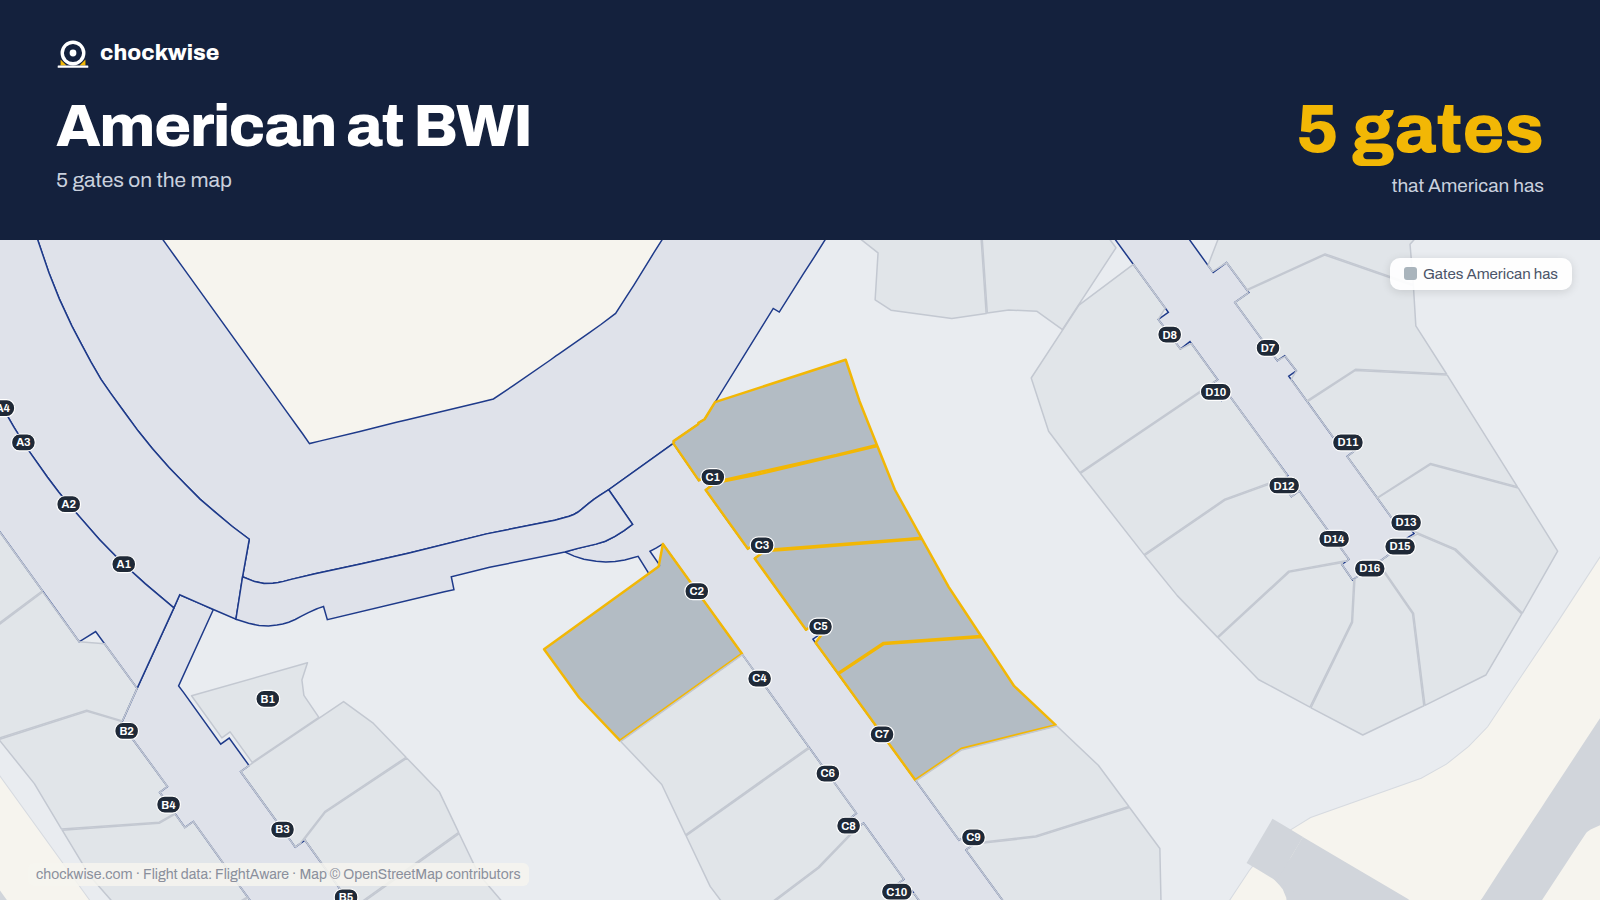 chockwise
American at BWI
5 gates on the map
5 gates
that American has
Gates American has
D8
D7
D10
A4
A3
D11
C1
D12
A2
D13
D14
C3
D15
A1
D16
C2
C5
C4
B1
B2
C7
C6
B4
C8
B3
C9
C10
B5
chockwise.com · Flight data: FlightAware · Map © OpenStreetMap contributors